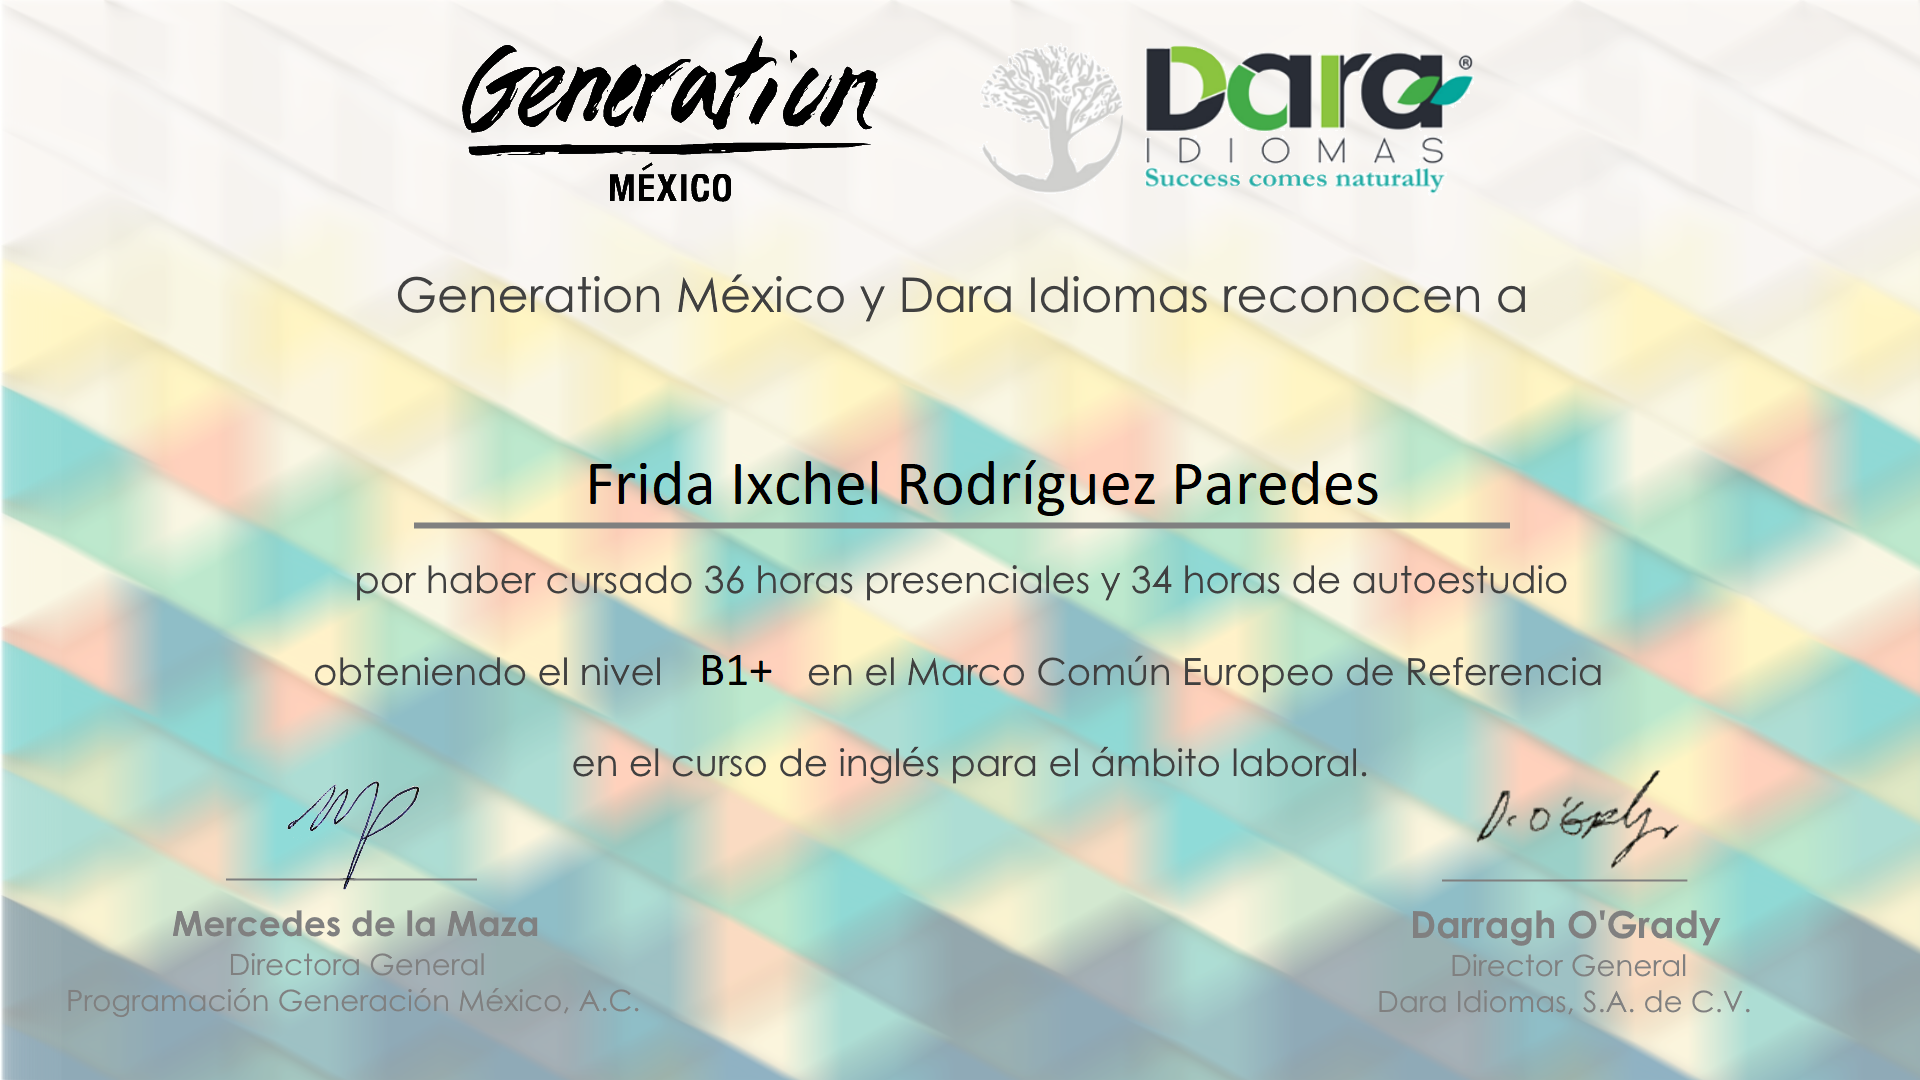 Generation
MÉXICO
Dara®
IDIOMAS
Success comes naturally
Generation México y Dara Idiomas reconocen a
Frida Ixchel Rodríguez Paredes
por haber cursado 36 horas presenciales y 34 horas de autoestudio
obteniendo el nivel B1+ en el Marco Común Europeo de Referencia
en el curso de inglés para el ámbito laboral.
D. O'Grady
Mercedes de la Maza
Directora General
Programación Generación México, A.C.
Darragh O'Grady
Director General
Dara Idiomas, S.A. de C.V.